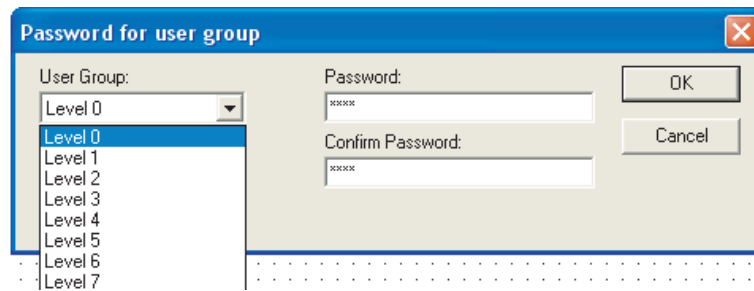 Password for user group
User Group:
Level 0
Level 0
Level 1
Level 2
Level 3
Level 4
Level 5
Level 6
Level 7
Password:
****
Confirm Password:
****
OK
Cancel